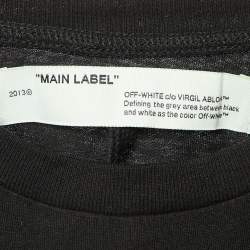 "MAIN LABEL"
2013© OFF-WHITE c/o VIRGIL ABLOH™
Defining the grey area between black
and white as the color Off-White™